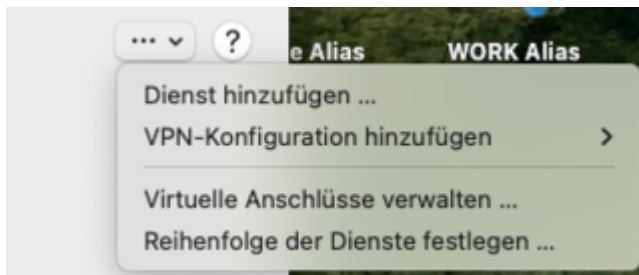 ... ?
e Alias WORK Alias
Dienst hinzufügen ...
VPN-Konfiguration hinzufügen
Virtuelle Anschlüsse verwalten ...
Reihenfolge der Dienste festlegen ...